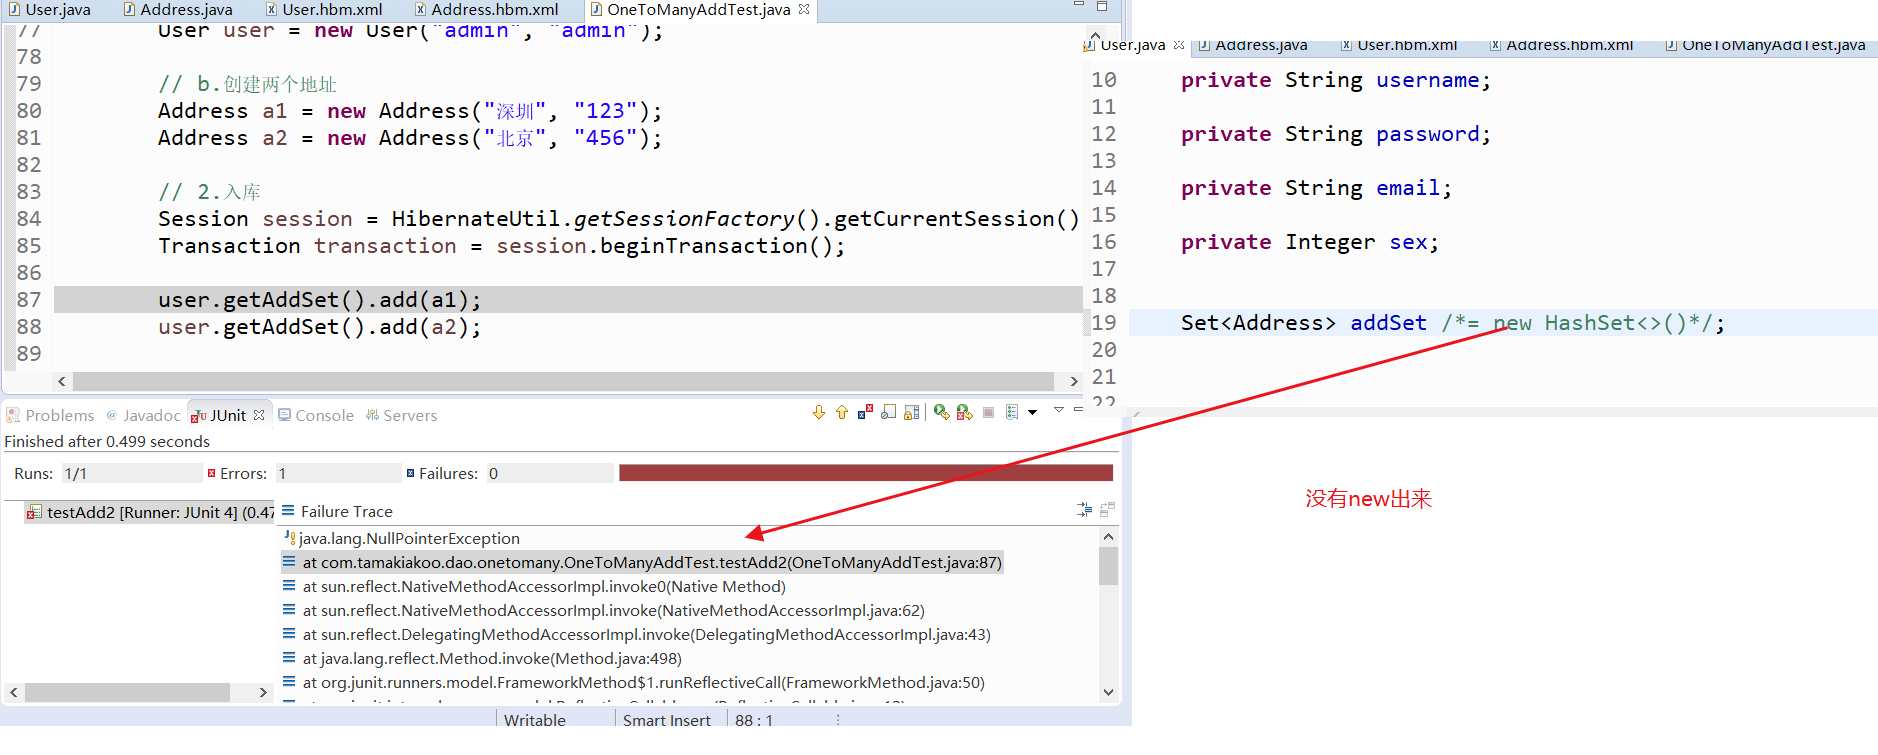 User.java Address.java User.hbm.xml Address.hbm.xml OneToManyAddTest.java
77 User user = new User("admin", "admin");
78
79 // b.创建两个地址
80 Address a1 = new Address("深圳", "123");
81 Address a2 = new Address("北京", "456");
82
83 // 2.入库
84 Session session = HibernateUtil.getSessionFactory().getCurrentSession()
85 Transaction transaction = session.beginTransaction();
86
87 user.getAddSet().add(a1);
88 user.getAddSet().add(a2);
89
Problems @ Javadoc JUnit Console Servers
Finished after 0.499 seconds
Runs: 1/1 Errors: 1 Failures: 0
testAdd2 [Runner: JUnit 4] (0.47
Failure Trace
java.lang.NullPointerException
at com.tamakiakoo.dao.onetomany.OneToManyAddTest.testAdd2(OneToManyAddTest.java:87)
at sun.reflect.NativeMethodAccessorImpl.invoke0(Native Method)
at sun.reflect.NativeMethodAccessorImpl.invoke(NativeMethodAccessorImpl.java:62)
at sun.reflect.DelegatingMethodAccessorImpl.invoke(DelegatingMethodAccessorImpl.java:43)
at java.lang.reflect.Method.invoke(Method.java:498)
at org.junit.runners.model.FrameworkMethod$1.runReflectiveCall(FrameworkMethod.java:50)
Writable Smart Insert 88 : 1
User.java Address.java User.hbm.xml Address.hbm.xml OneToManyAddTest.java
10 private String username;
11
12 private String password;
13
14 private String email;
15
16 private Integer sex;
17
18
19 Set<Address> addSet /*= new HashSet<>()*/;
20
21
22
没有new出来